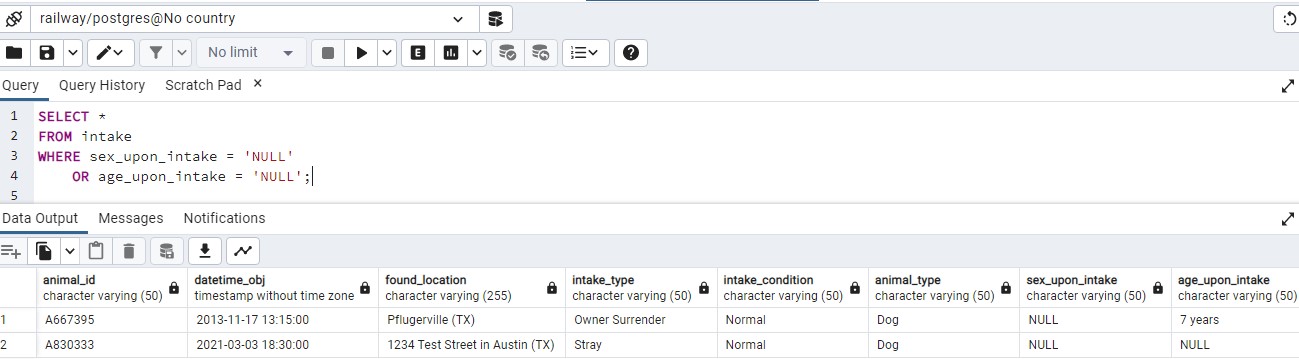 railway/postgres@No country
No limit
E
Query Query History Scratch Pad ×
1 SELECT *
2 FROM intake
3 WHERE sex_upon_intake = 'NULL'
4 OR age_upon_intake = 'NULL';
5
Data Output Messages Notifications
animal_id datetime_obj found_location intake_type intake_condition animal_type sex_upon_intake age_upon_intake
character varying (50) timestamp without time zone character varying (255) character varying (50) character varying (50) character varying (50) character varying (50) character varying (50)
1 A667395 2013-11-17 13:15:00 Pflugerville (TX) Owner Surrender Normal Dog NULL 7 years
2 A830333 2021-03-03 18:30:00 1234 Test Street in Austin (TX) Stray Normal Dog NULL NULL